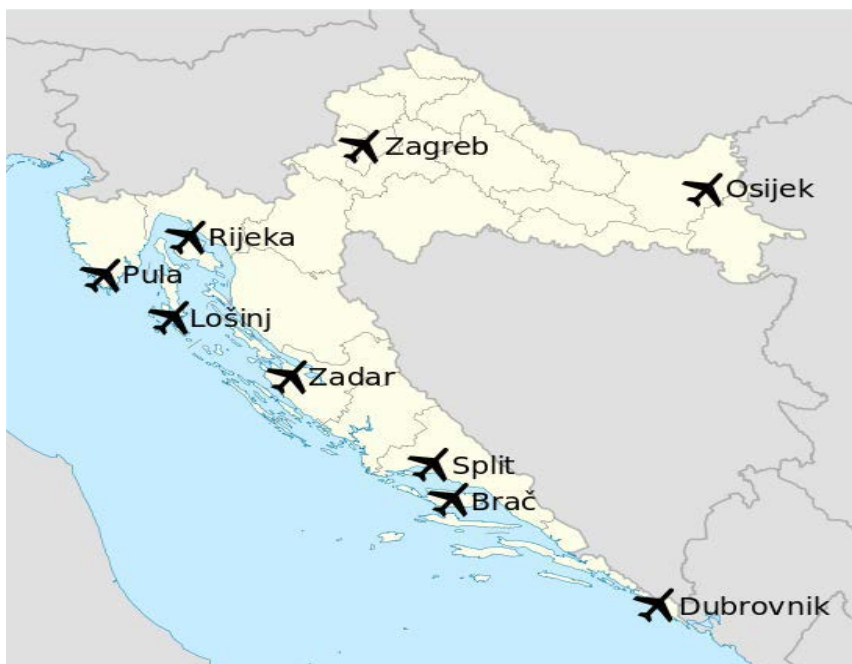 Zagreb
Osijek
Rijeka
Pula
Lošinj
Zadar
Split
Brač
Dubrovnik